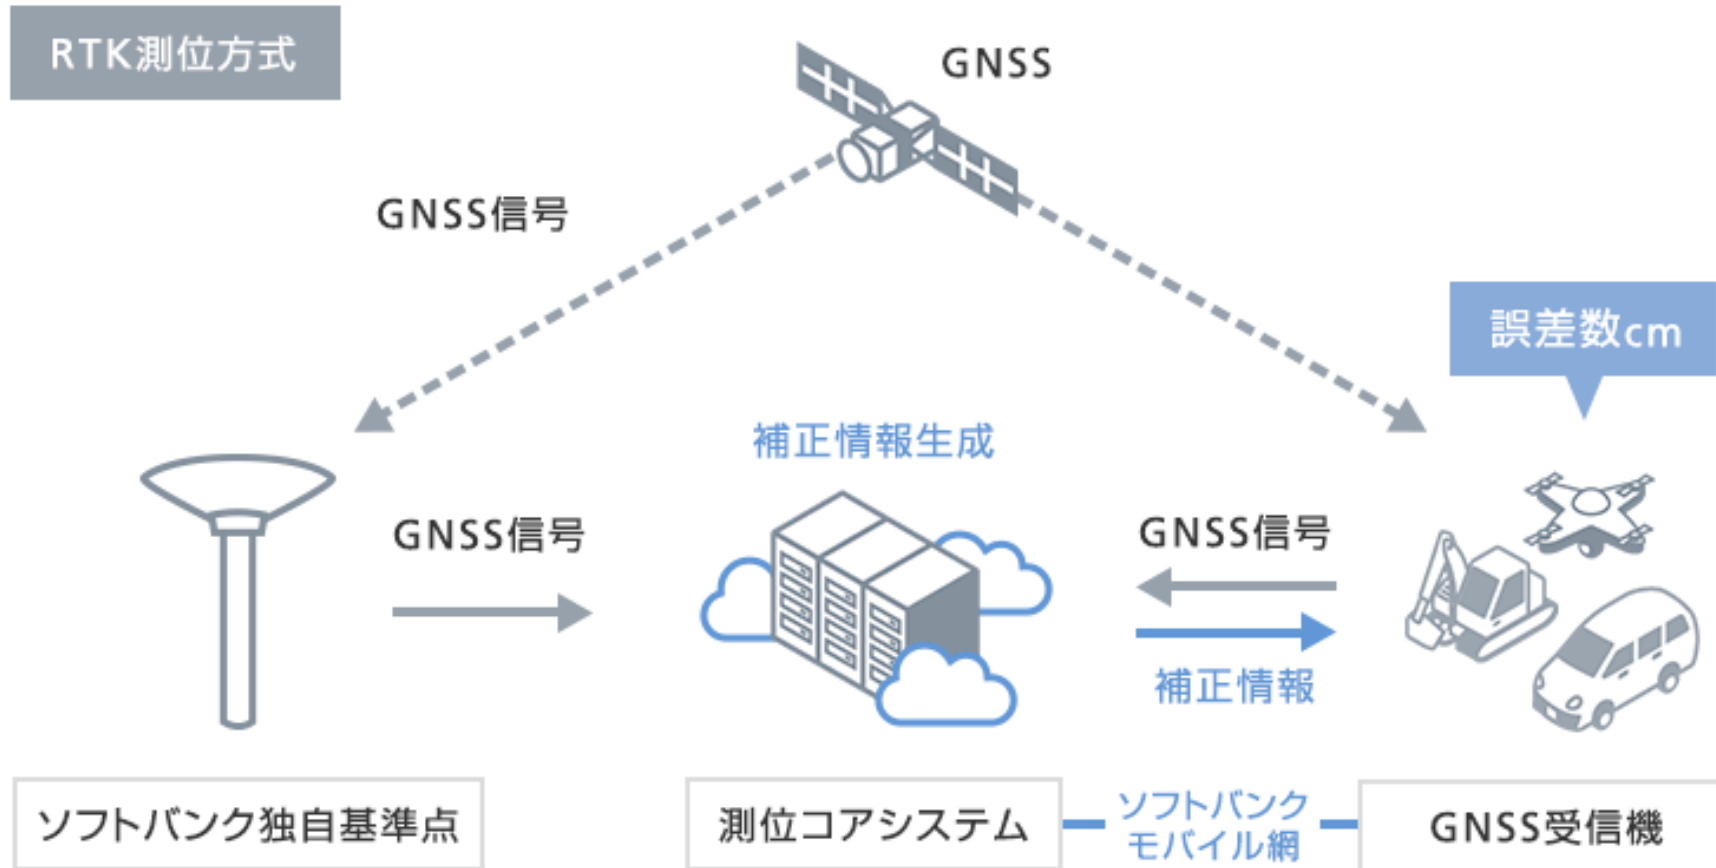 RTK測位方式
GNSS
GNSS信号
誤差数cm
補正情報生成
GNSS信号
GNSS信号
補正情報
ソフトバンク独自基準点
測位コアシステム
ソフトバンク
モバイル網
GNSS受信機